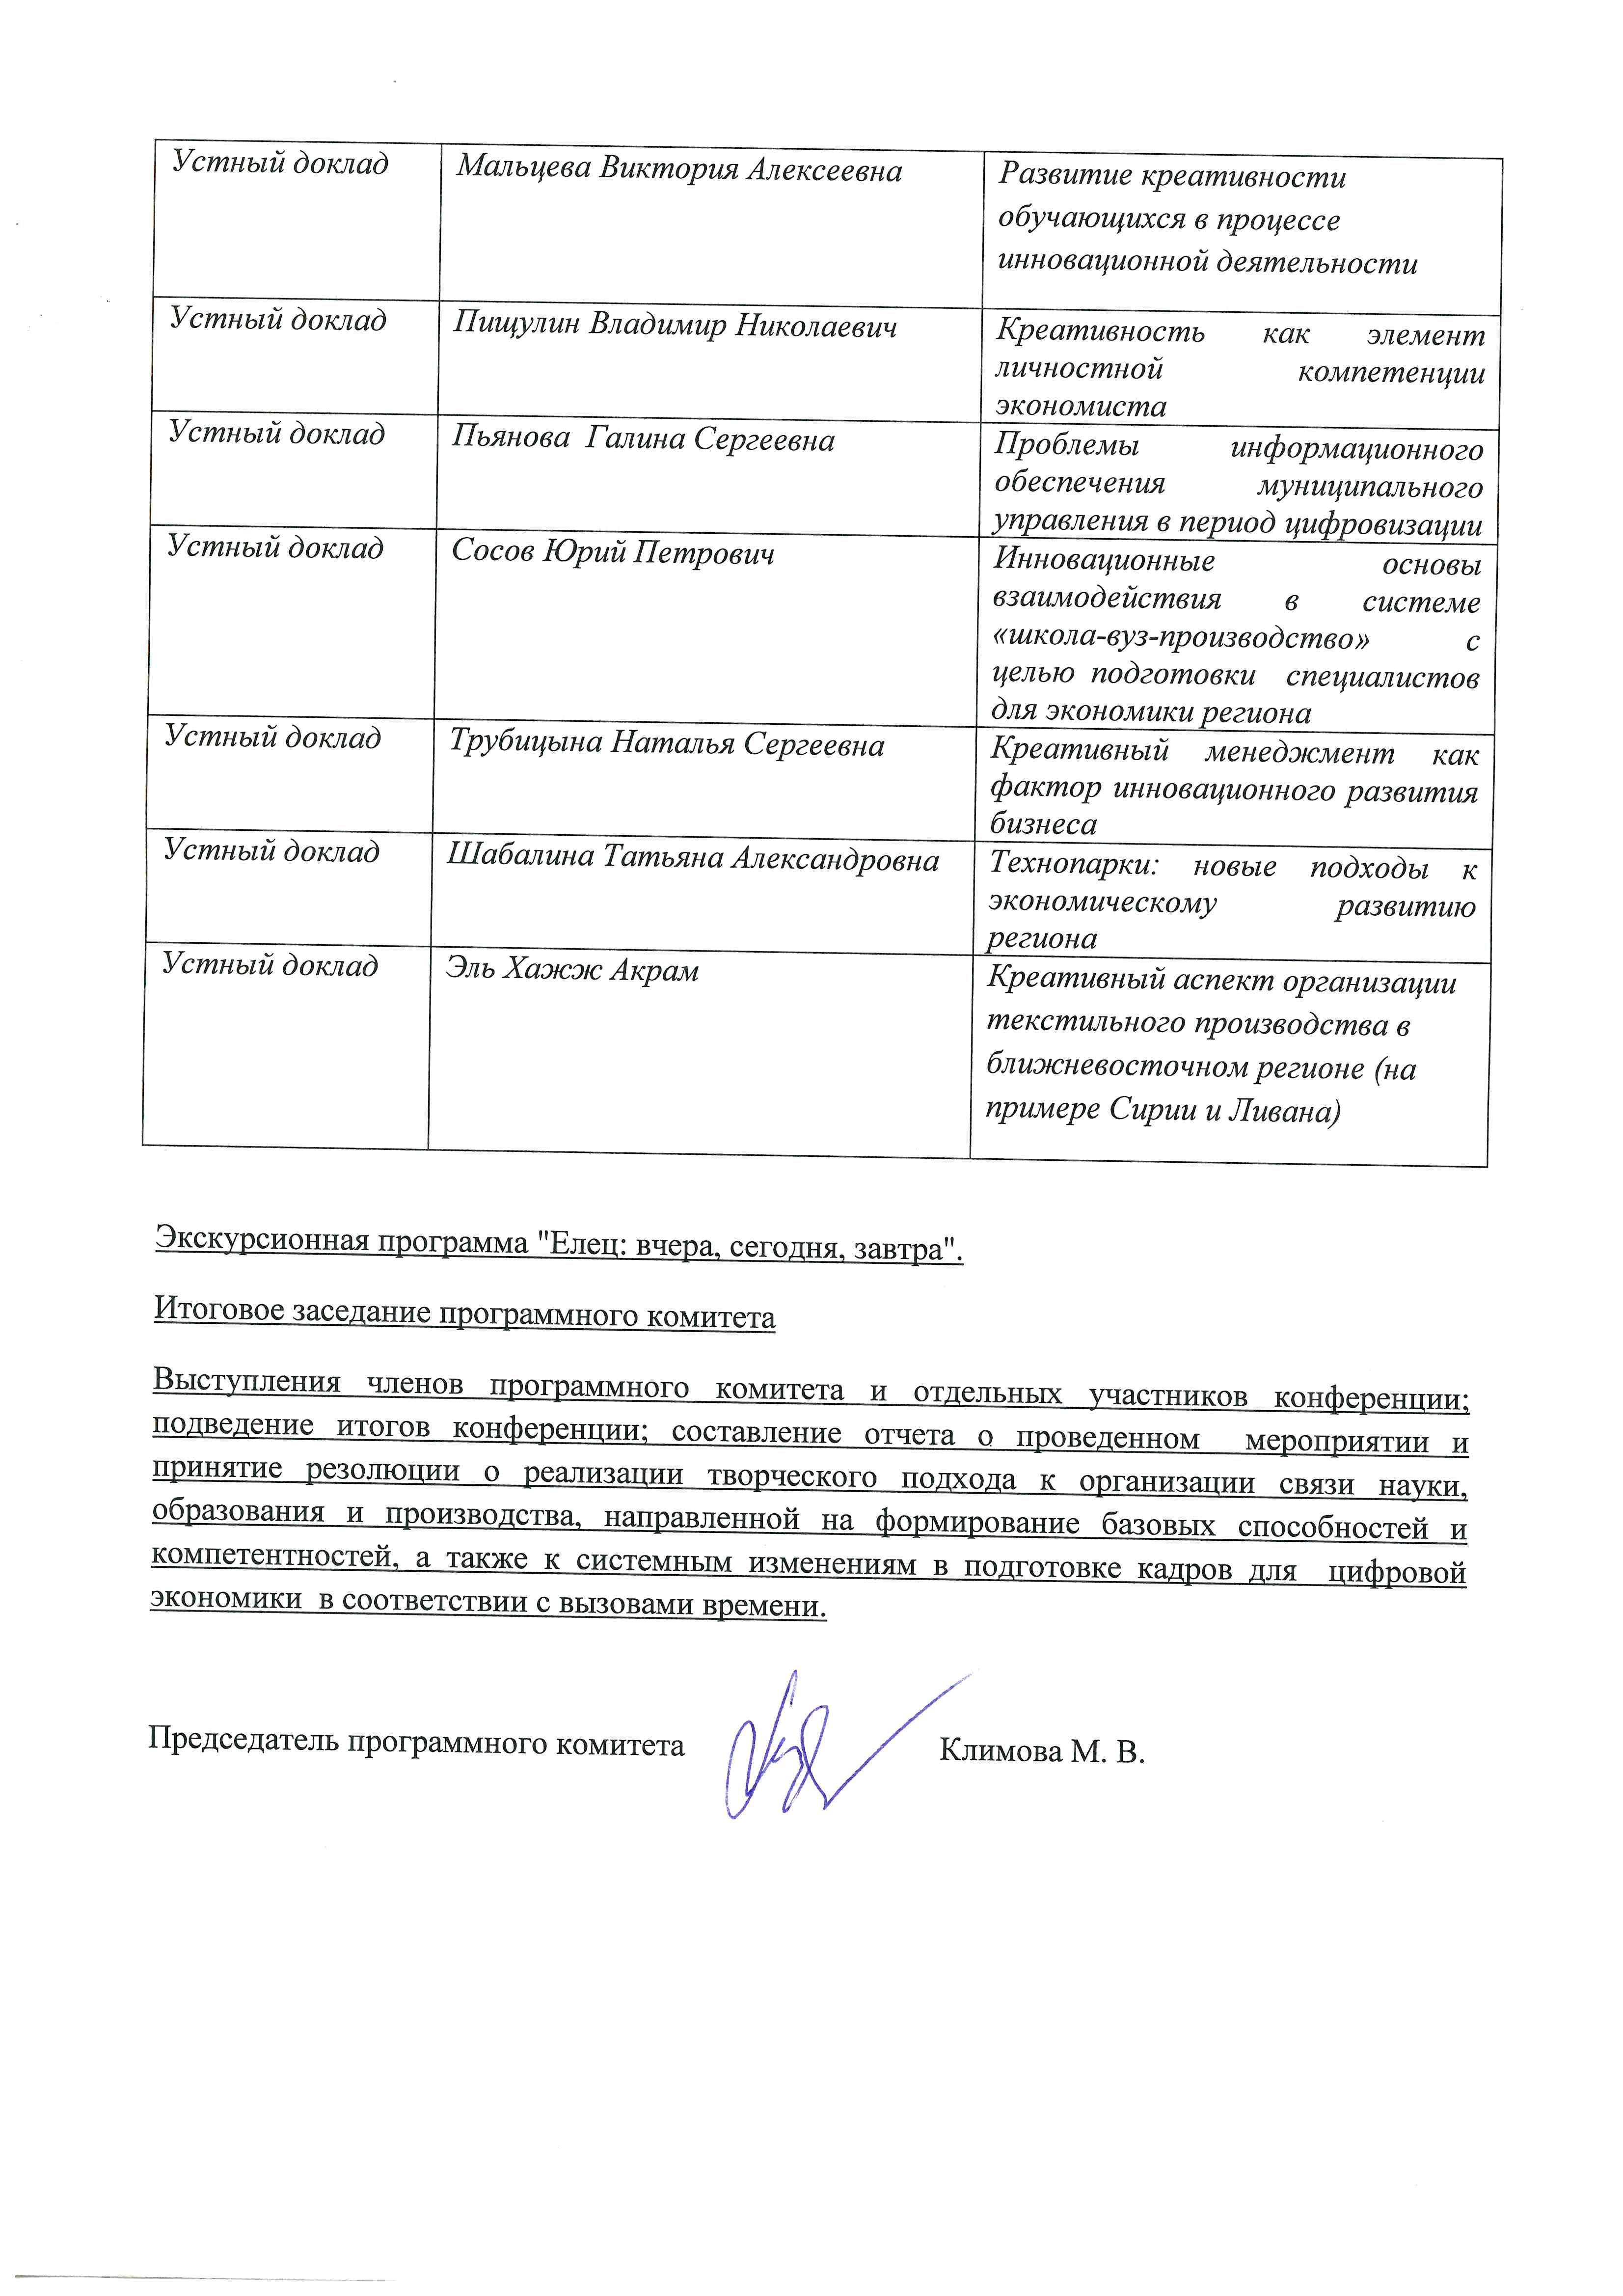 Устный доклад
Мальцева Виктория Алексеевна
Развитие креативности
обучающихся в процессе
инновационной деятельности
Устный доклад
Пищулин Владимир Николаевич
Креативность как элемент
личностной компетенции
экономиста
Устный доклад
Пьянова Галина Сергеевна
Проблемы информационного
обеспечения муниципального
управления в период цифровизации
Устный доклад
Сосов Юрий Петрович
Инновационные основы
взаимодействия в системе
«школа-вуз-производство» с
целью подготовки специалистов
для экономики региона
Устный доклад
Трубицына Наталья Сергеевна
Креативный менеджмент как
фактор инновационного развития
бизнеса
Устный доклад
Шабалина Татьяна Александровна
Технопарки: новые подходы к
экономическому развитию
региона
Устный доклад
Эль Хажж Акрам
Креативный аспект организации
текстильного производства в
ближневосточном регионе (на
примере Сирии и Ливана)
Экскурсионная программа "Елец: вчера, сегодня, завтра".
Итоговое заседание программного комитета
Выступления членов программного комитета и отдельных участников конференции;
подведение итогов конференции; составление отчета о проведенном мероприятии и
принятие резолюции о реализации творческого подхода к организации связи науки,
образования и производства, направленной на формирование базовых способностей и
компетентностей, а также к системным изменениям в подготовке кадров для цифровой
экономики в соответствии с вызовами времени.
Председатель программного комитета
Климова М. В.